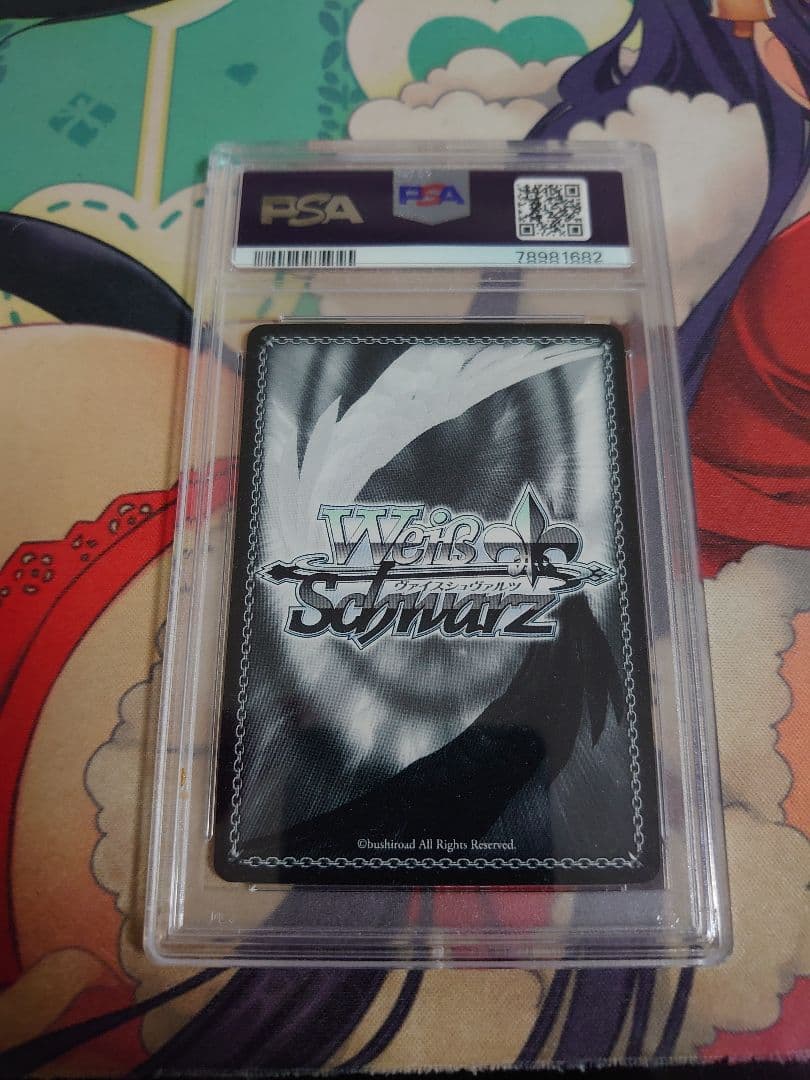 PSA
PSA
78981682
Weiß
ヴァイスシュヴァルツ
Schwarz
©bushiroad All Rights Reserved.